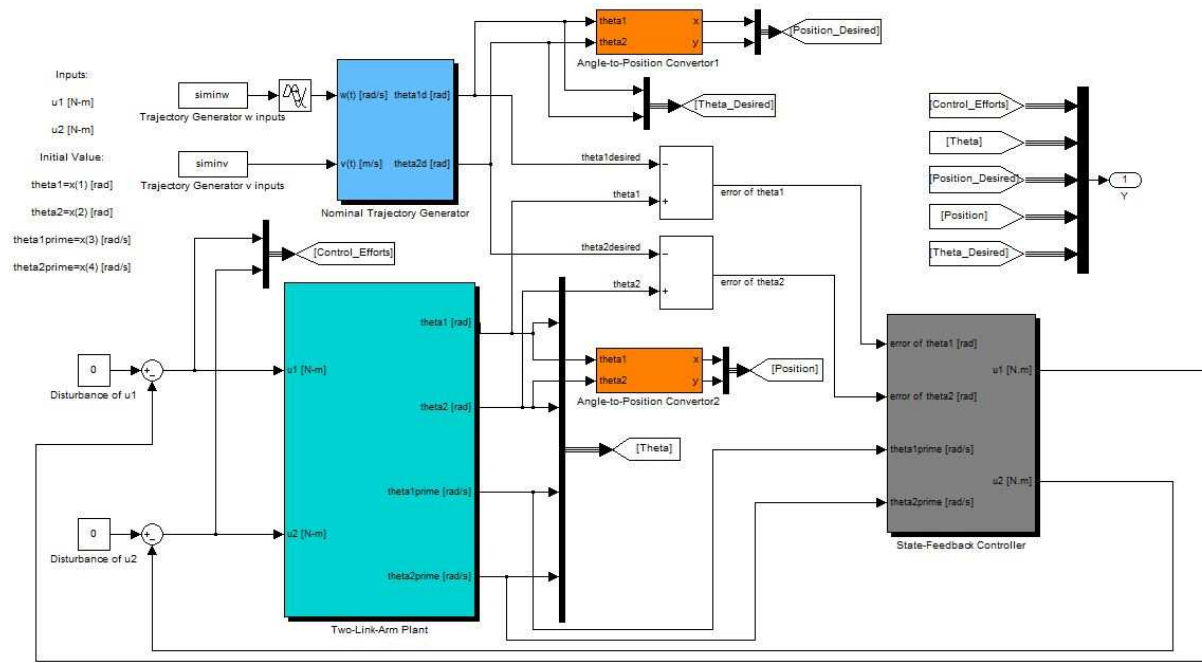 Inputs:
u1 [N-m]
u2 [N-m]
Initial Value:
theta1=x(1) [rad]
theta2=x(2) [rad]
theta1prime=x(3) [rad/s]
theta2prime=x(4) [rad/s]
siminw
Trajectory Generator w inputs
siminv
Trajectory Generator v inputs
w(t) [rad/s]
theta1d [rad]
v(t) [m/s]
theta2d [rad]
Nominal Trajectory Generator
theta1
x
theta2
y
Angle-to-Position Convertor1
[Position_Desired]
[Theta_Desired]
theta1desired
−
theta1
+
error of theta1
theta2desired
−
theta2
+
error of theta2
[Control_Efforts]
[Theta]
[Position_Desired]
[Position]
[Theta_Desired]
1
Y
[Control_Efforts]
0
Disturbance of u1
+
−
0
Disturbance of u2
+
−
u1 [N-m]
u2 [N-m]
theta1 [rad]
theta2 [rad]
theta1prime [rad/s]
theta2prime [rad/s]
Two-Link-Arm Plant
theta1
x
theta2
y
Angle-to-Position Convertor2
[Position]
[Theta]
error of theta1 [rad]
u1 [N.m]
error of theta2 [rad]
theta1prime [rad/s]
u2 [N.m]
theta2prime [rad/s]
State-Feedback Controller